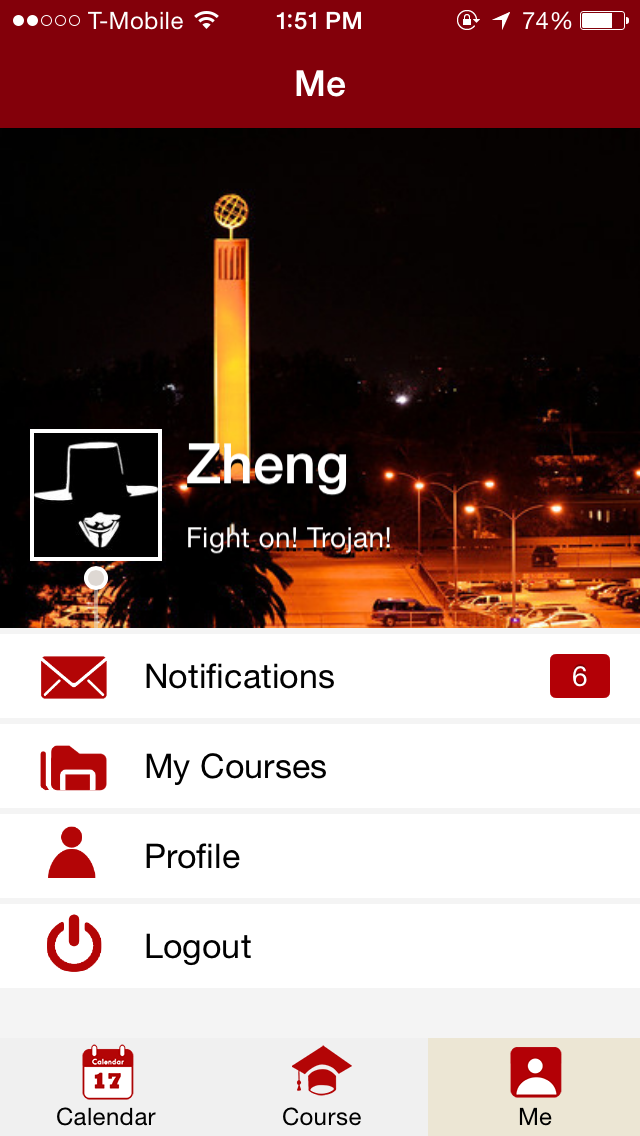 T-Mobile 1:51 PM 74%
Me
Zheng
Fight on! Trojan!
Notifications 6
My Courses
Profile
Logout
Calendar
17
Calendar Course Me